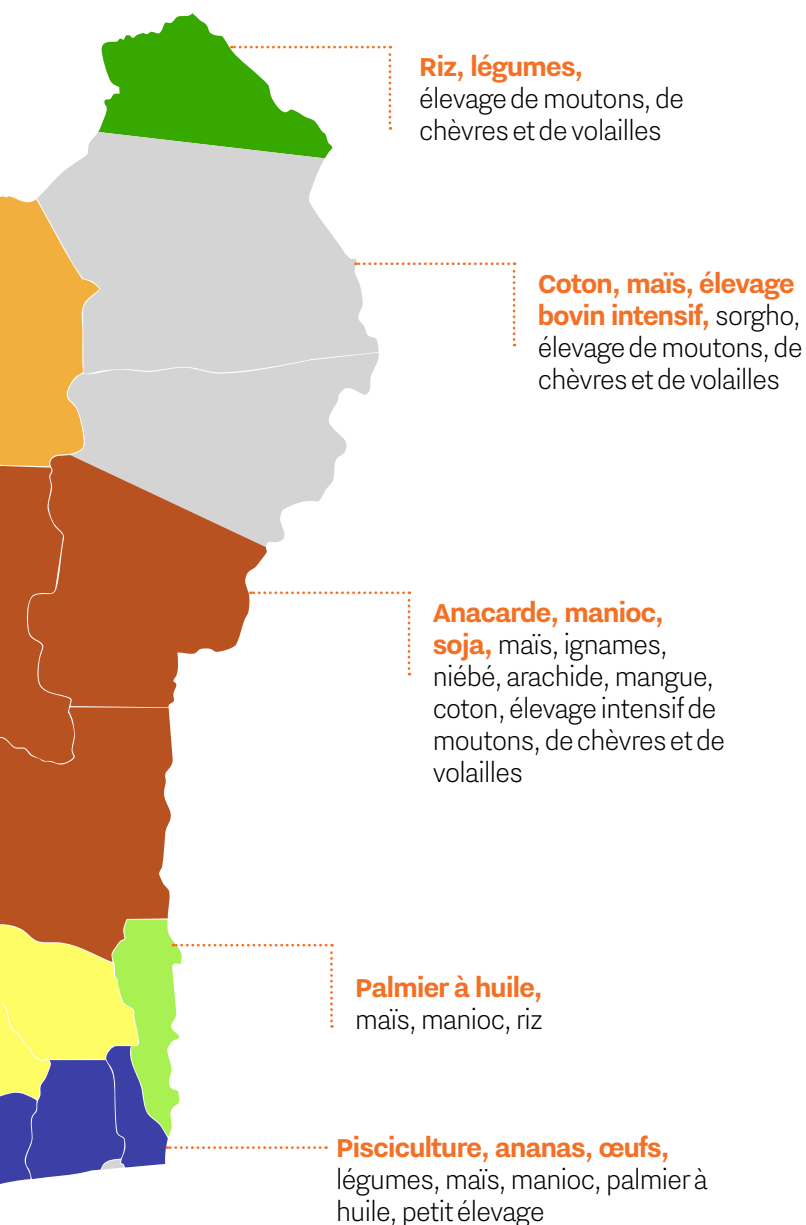 Riz, légumes,
élevage de moutons, de
chèvres et de volailles
Coton, maïs, élevage
bovin intensif, sorgho,
élevage de moutons, de
chèvres et de volailles
Anacarde, manioc,
soja, maïs, ignames,
niébé, arachide, mangue,
coton, élevage intensif de
moutons, de chèvres et de
volailles
Palmier à huile,
maïs, manioc, riz
Pisciculture, ananas, œufs,
légumes, maïs, manioc, palmier à
huile, petit élevage